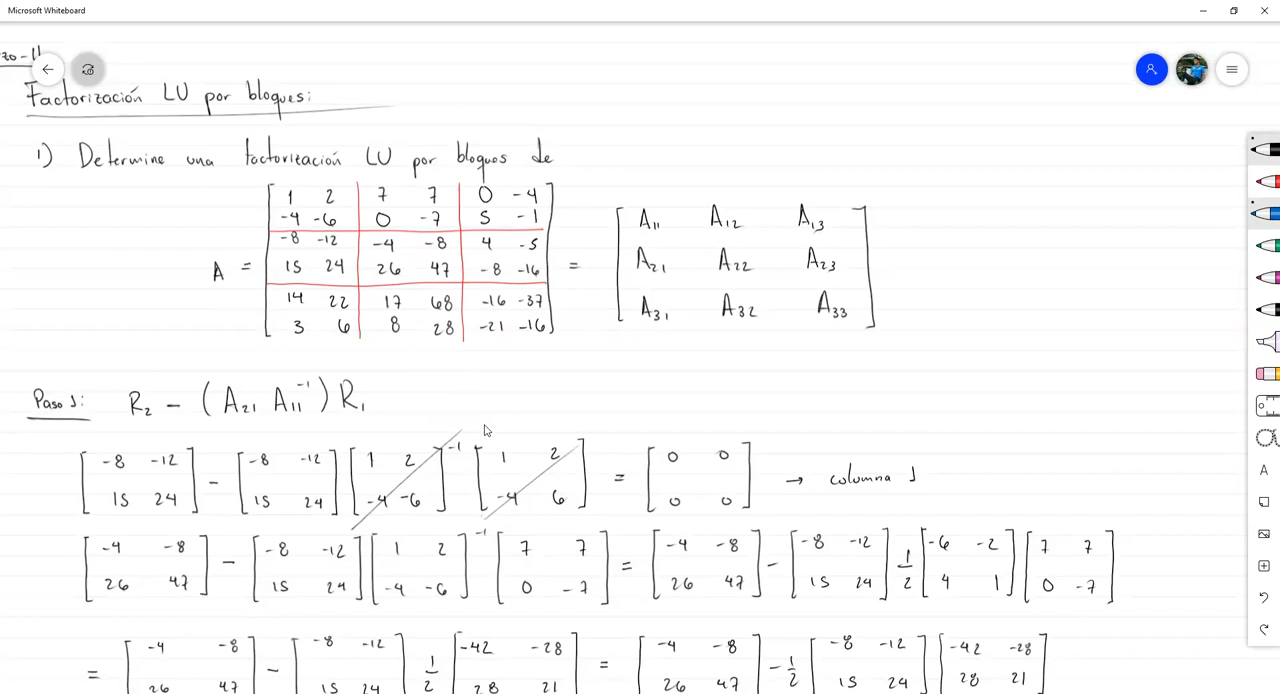 Microsoft Whiteboard
Factorización LU por bloques:
1) Determine una factorización LU por bloques de
A = [ 1 2 | 7 7 | 0 -4 ] = [ A11 A12 A13 ]
[ -4 -6 | 0 -7 | 5 -1 ]
[ -8 -12 | -4 -8 | 4 -5 ] [ A21 A22 A23 ]
[ 15 24 | 26 47 | -8 -16 ]
[ 14 22 | 17 68 | -16 -37 ] [ A31 A32 A33 ]
[ 3 6 | 8 28 | -21 -16 ]
Paso 1: R2 - (A21 A11^-1) R1
[ -8 -12 ] - [ -8 -12 ] [ 1 2 ]^-1 [ 1 2 ] = [ 0 0 ] → columna 1
[ 15 24 ] [ 15 24 ] [ -4 -6 ] [ -4 6 ] [ 0 0 ]
[ -4 -8 ] - [ -8 -12 ] [ 1 2 ]^-1 [ 7 7 ] = [ -4 -8 ] - [ -8 -12 ] 1/2 [ -6 -2 ] [ 7 7 ]
[ 26 47 ] [ 15 24 ] [ -4 -6 ] [ 0 -7 ] [ 26 47 ] [ 15 24 ] [ 4 1 ] [ 0 -7 ]
= [ -4 -8 ] - [ -8 -12 ] 1/2 [ -42 -28 ] = [ -4 -8 ] - 1/2 [ -8 -12 ] [ -42 -28 ]
[ 26 47 ] [ 15 24 ] [ 28 21 ] [ 26 47 ] [ 15 24 ] [ 28 21 ]
A